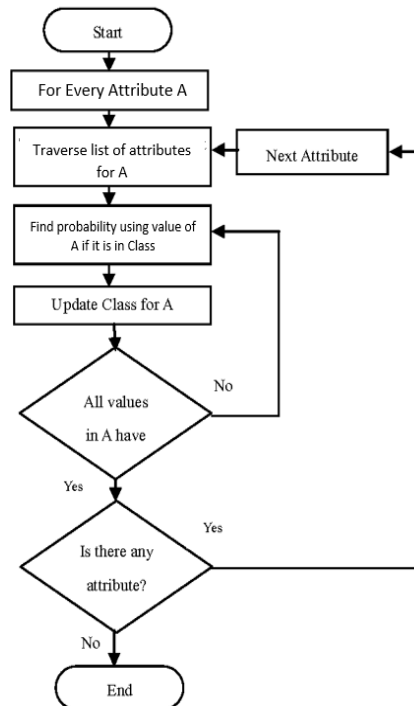 Start
For Every Attribute A
Traverse list of attributes
for A
Next Attribute
Find probability using value of
A if it is in Class
Update Class for A
No
All values
in A have
Yes
Yes
Is there any
attribute?
No
End